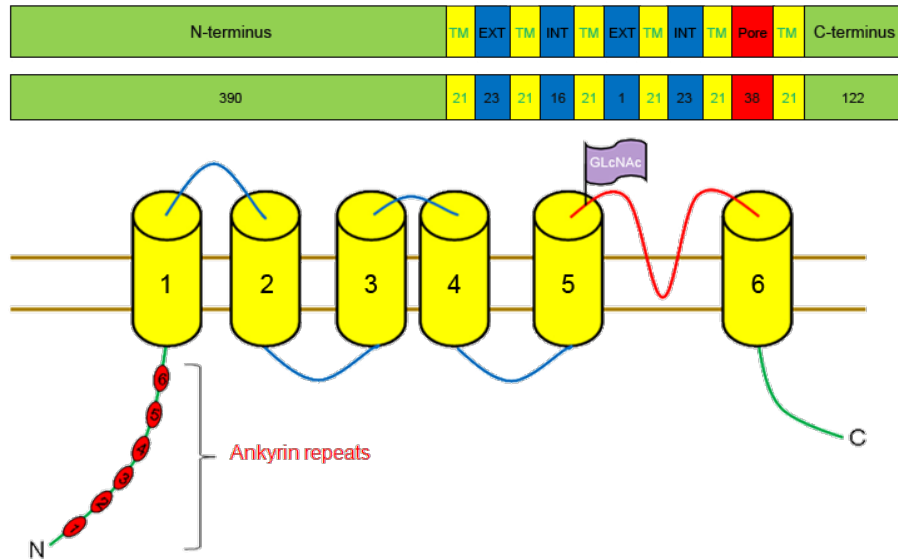 N-terminus TM EXT TM INT TM EXT TM INT TM Pore TM C-terminus
390 21 23 21 16 21 1 21 23 21 38 21 122
GLcNAc
1 2 3 4 5 6
6
5
4
3
2
1
Ankyrin repeats
C
N